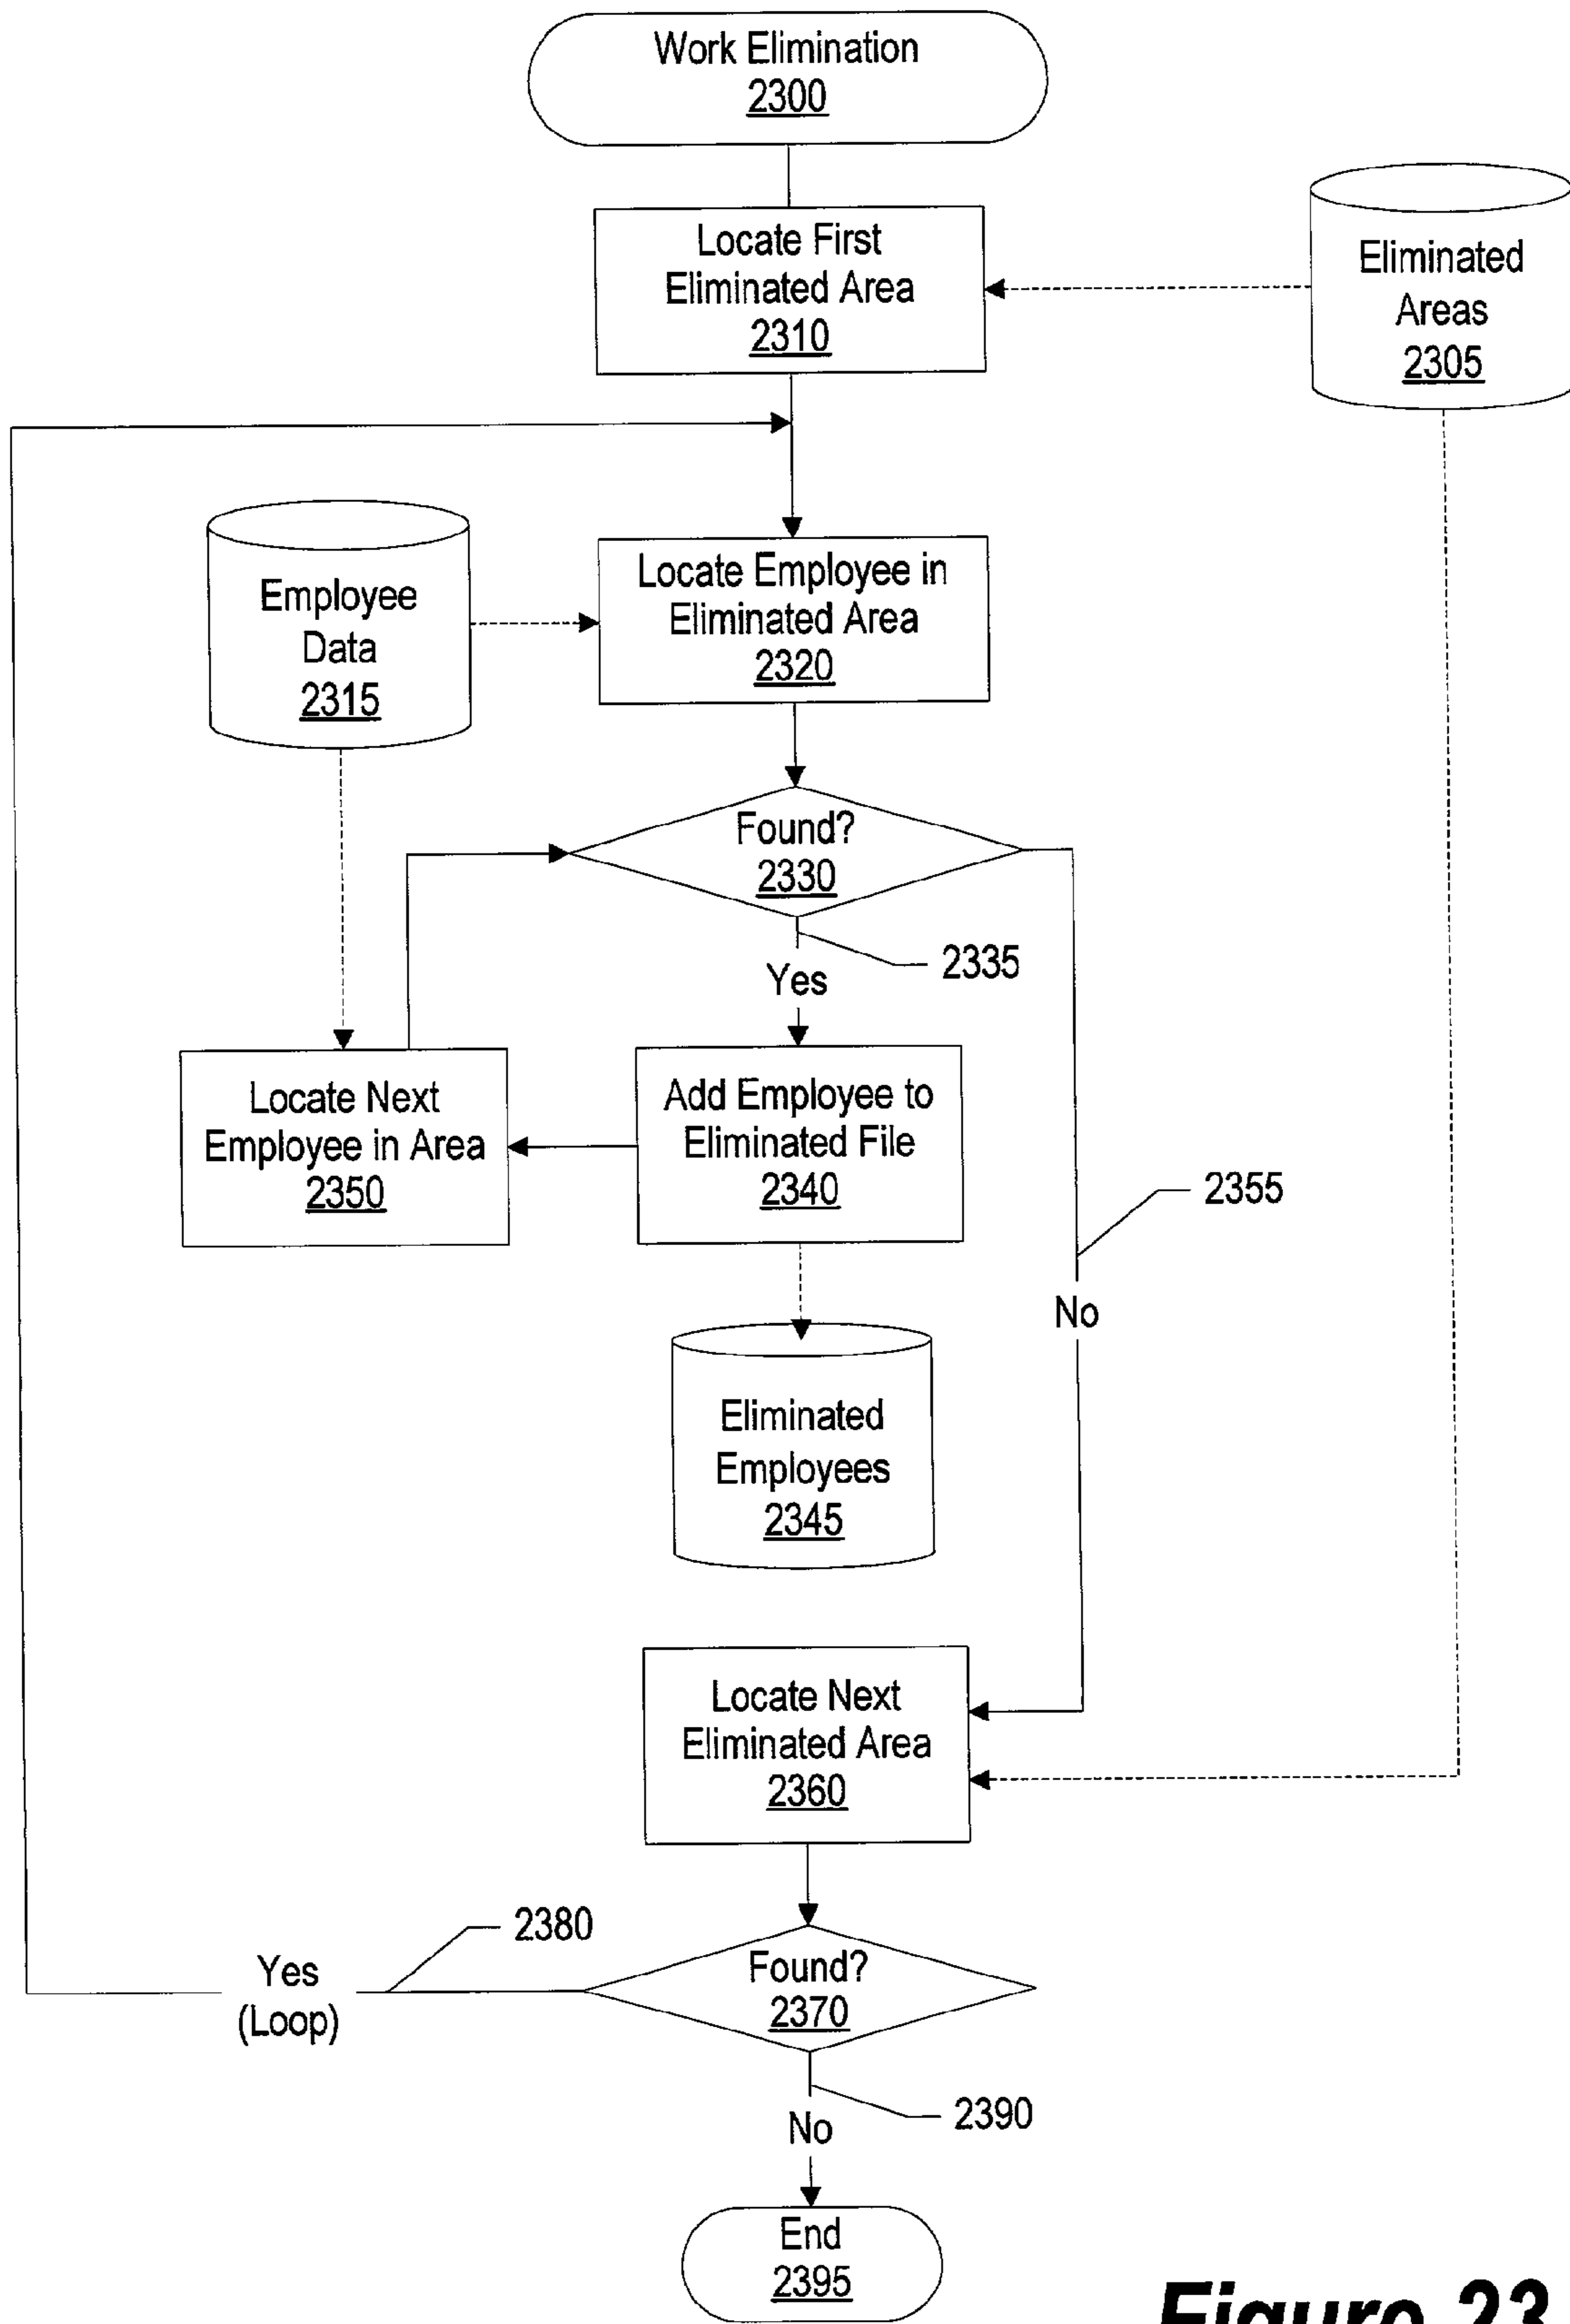 Work Elimination
2300
Locate First
Eliminated Area
2310
Eliminated
Areas
2305
Employee
Data
2315
Locate Employee in
Eliminated Area
2320
Found?
2330
2335
Yes
Locate Next
Employee in Area
2350
Add Employee to
Eliminated File
2340
2355
No
Eliminated
Employees
2345
Locate Next
Eliminated Area
2360
2380
Yes
(Loop)
Found?
2370
2390
No
End
2395
Figure 23